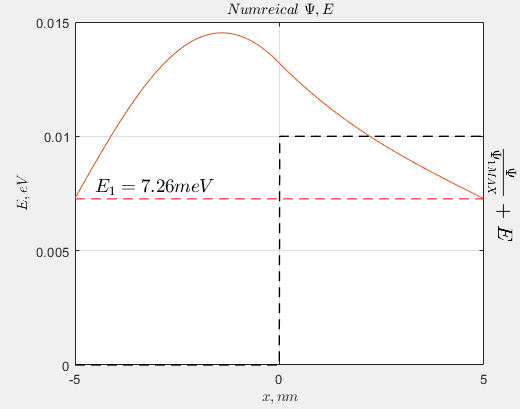 Numreical Ψ, E
0.015
0.01
0.005
0
E, eV
E₁ = 7.26meV
-5
0
5
x, nm
Ψ/Ψ₁MAX + E